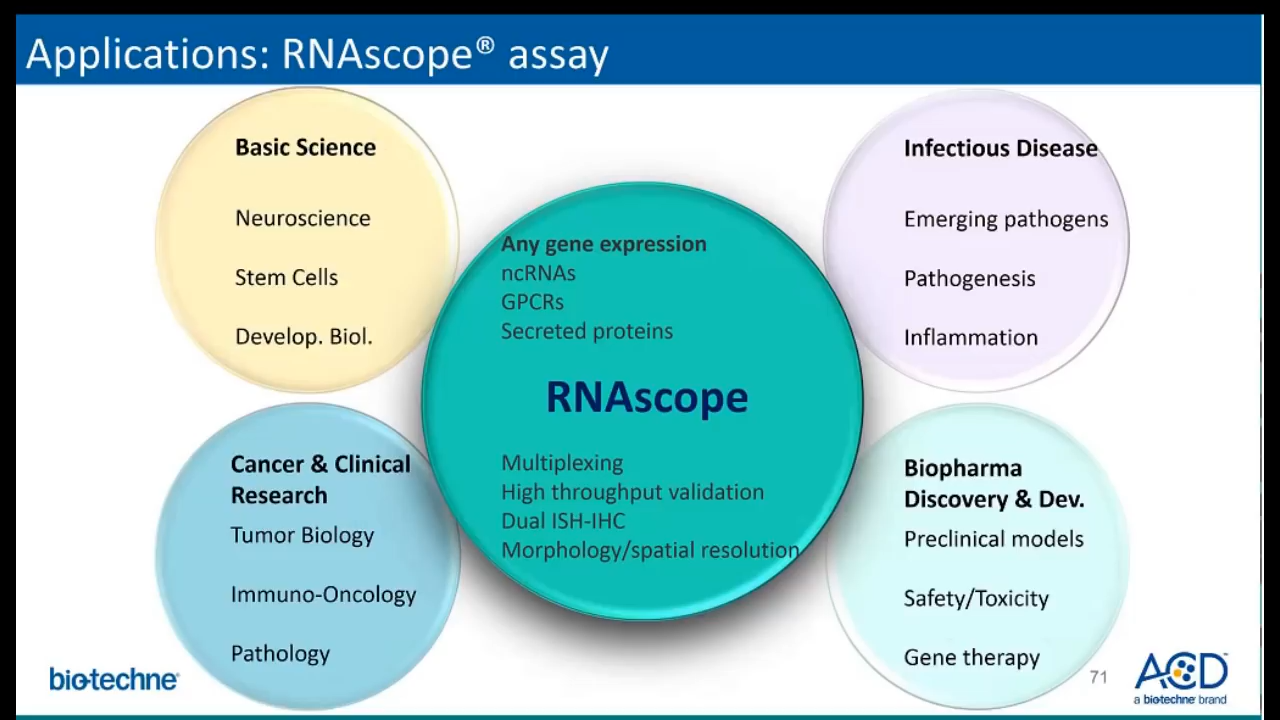 Applications: RNAscope® assay
Basic Science
Neuroscience
Stem Cells
Develop. Biol.
Infectious Disease
Emerging pathogens
Pathogenesis
Inflammation
Any gene expression
ncRNAs
GPCRs
Secreted proteins
RNAscope
Multiplexing
High throughput validation
Dual ISH-IHC
Morphology/spatial resolution
Cancer & Clinical
Research
Tumor Biology
Immuno-Oncology
Pathology
Biopharma
Discovery & Dev.
Preclinical models
Safety/Toxicity
Gene therapy
bio-techne®
71
ACD
a biotechne brand